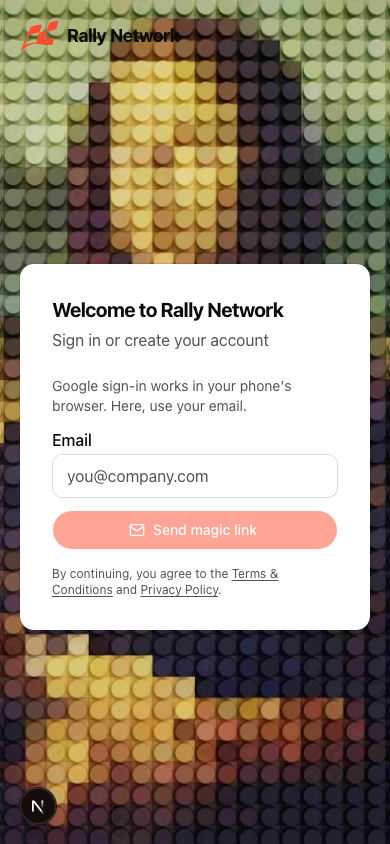 Rally Network
Welcome to Rally Network
Sign in or create your account
Google sign-in works in your phone's
browser. Here, use your email.
Email
you@company.com
Send magic link
By continuing, you agree to the Terms &
Conditions and Privacy Policy.
N